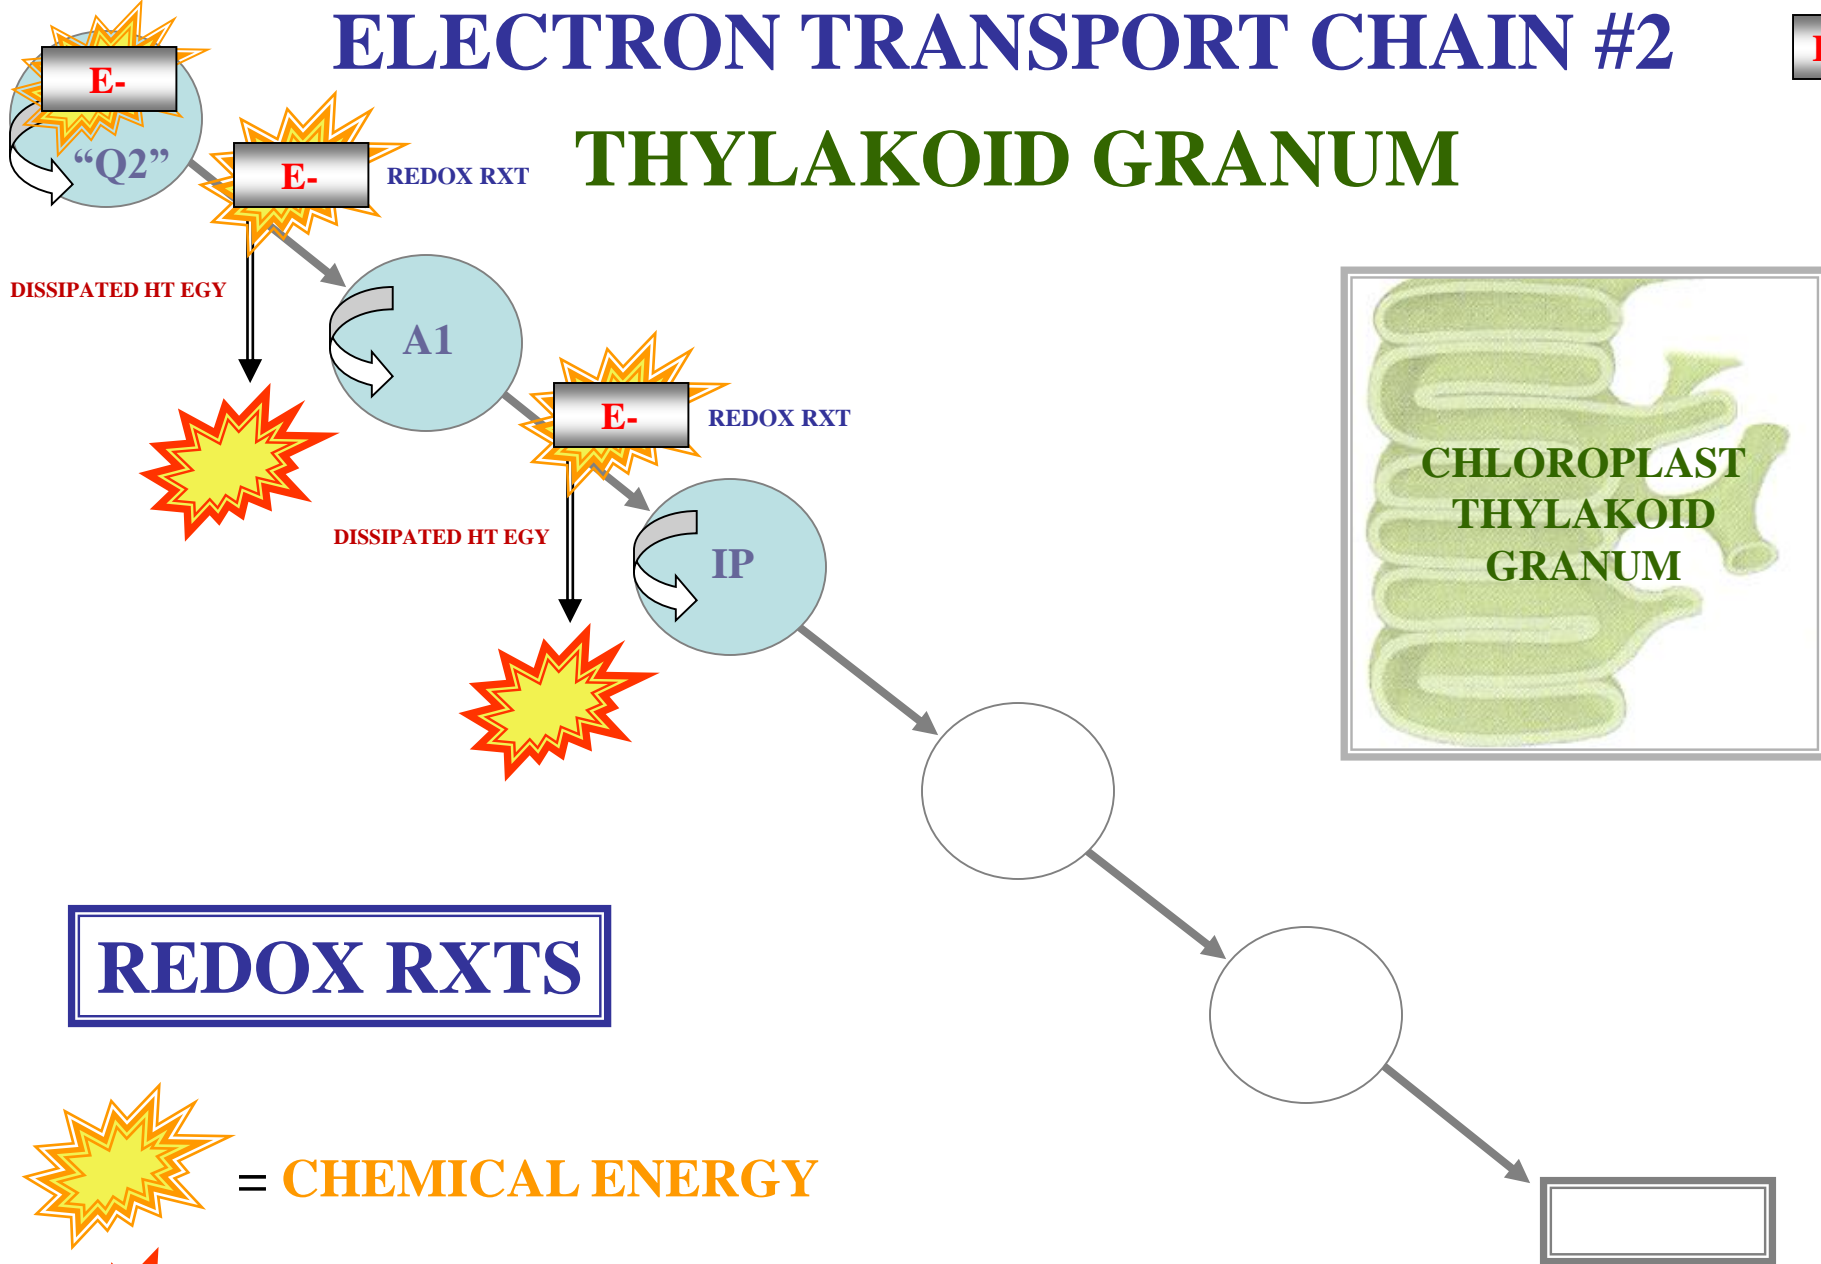 ELECTRON TRANSPORT CHAIN #2
THYLAKOID GRANUM
E-
“Q2”
E-
REDOX RXT
DISSIPATED HT EGY
A1
E-
REDOX RXT
DISSIPATED HT EGY
IP
CHLOROPLAST
THYLAKOID
GRANUM
REDOX RXTS
= CHEMICAL ENERGY